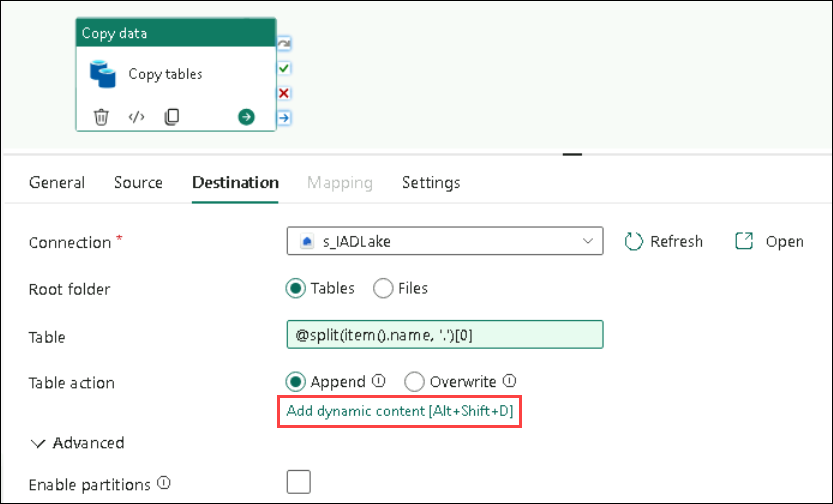 Copy data
Copy tables
General Source Destination Mapping Settings
Connection * s_IADLake Refresh Open
Root folder Tables Files
Table @split(item().name, '.')[0]
Table action Append Overwrite
Add dynamic content [Alt+Shift+D]
Advanced
Enable partitions